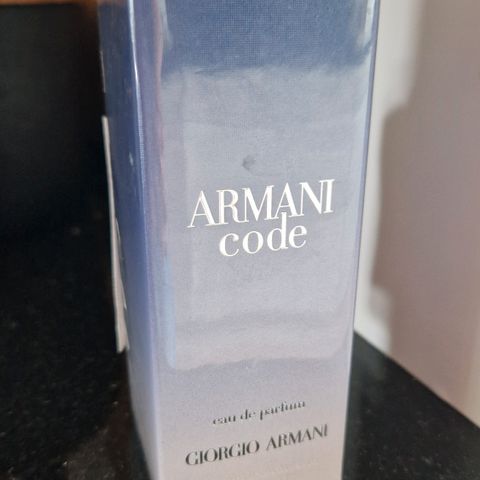 ARMANI
code
eau de parfum
GIORGIO ARMANI